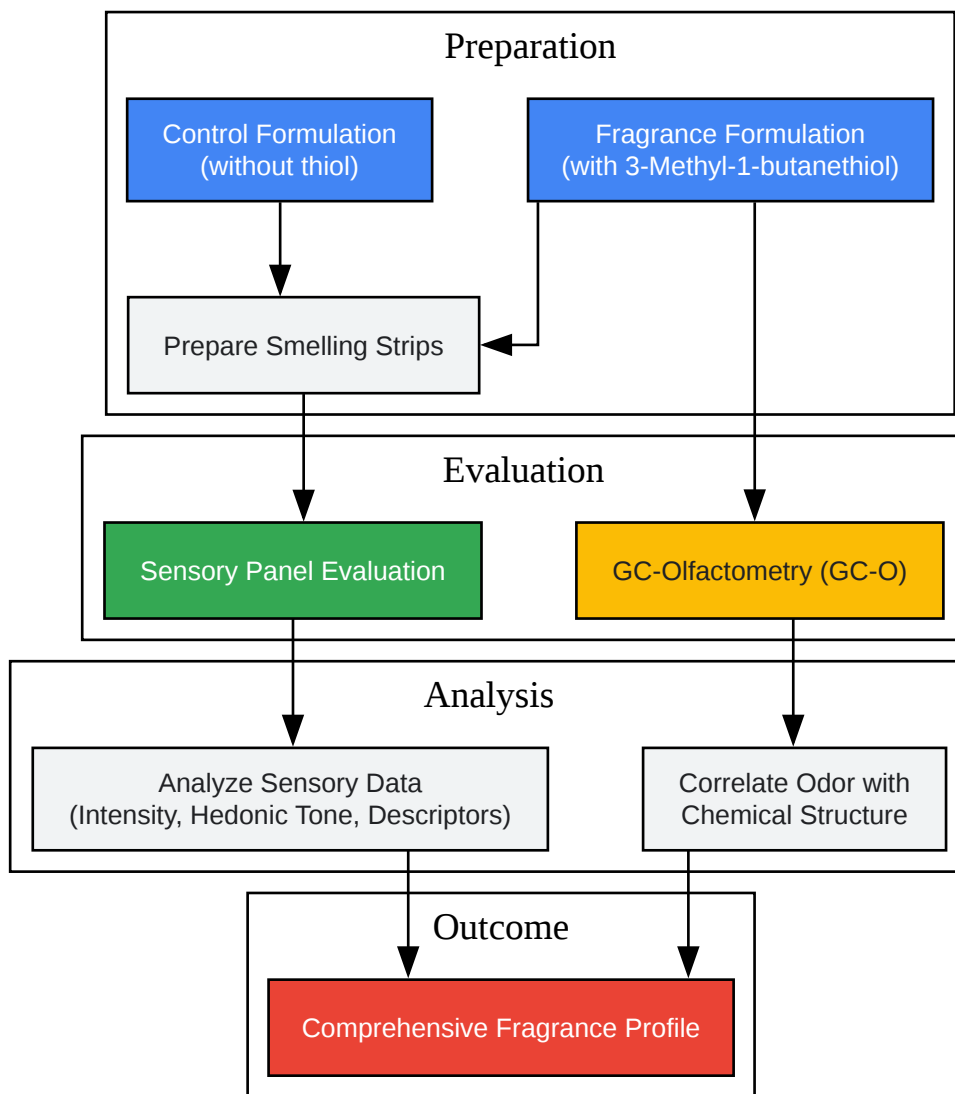 Preparation
Control Formulation
(without thiol)
Fragrance Formulation
(with 3-Methyl-1-butanethiol)
Prepare Smelling Strips
Evaluation
Sensory Panel Evaluation
GC-Olfactometry (GC-O)
Analysis
Analyze Sensory Data
(Intensity, Hedonic Tone, Descriptors)
Correlate Odor with
Chemical Structure
Outcome
Comprehensive Fragrance Profile